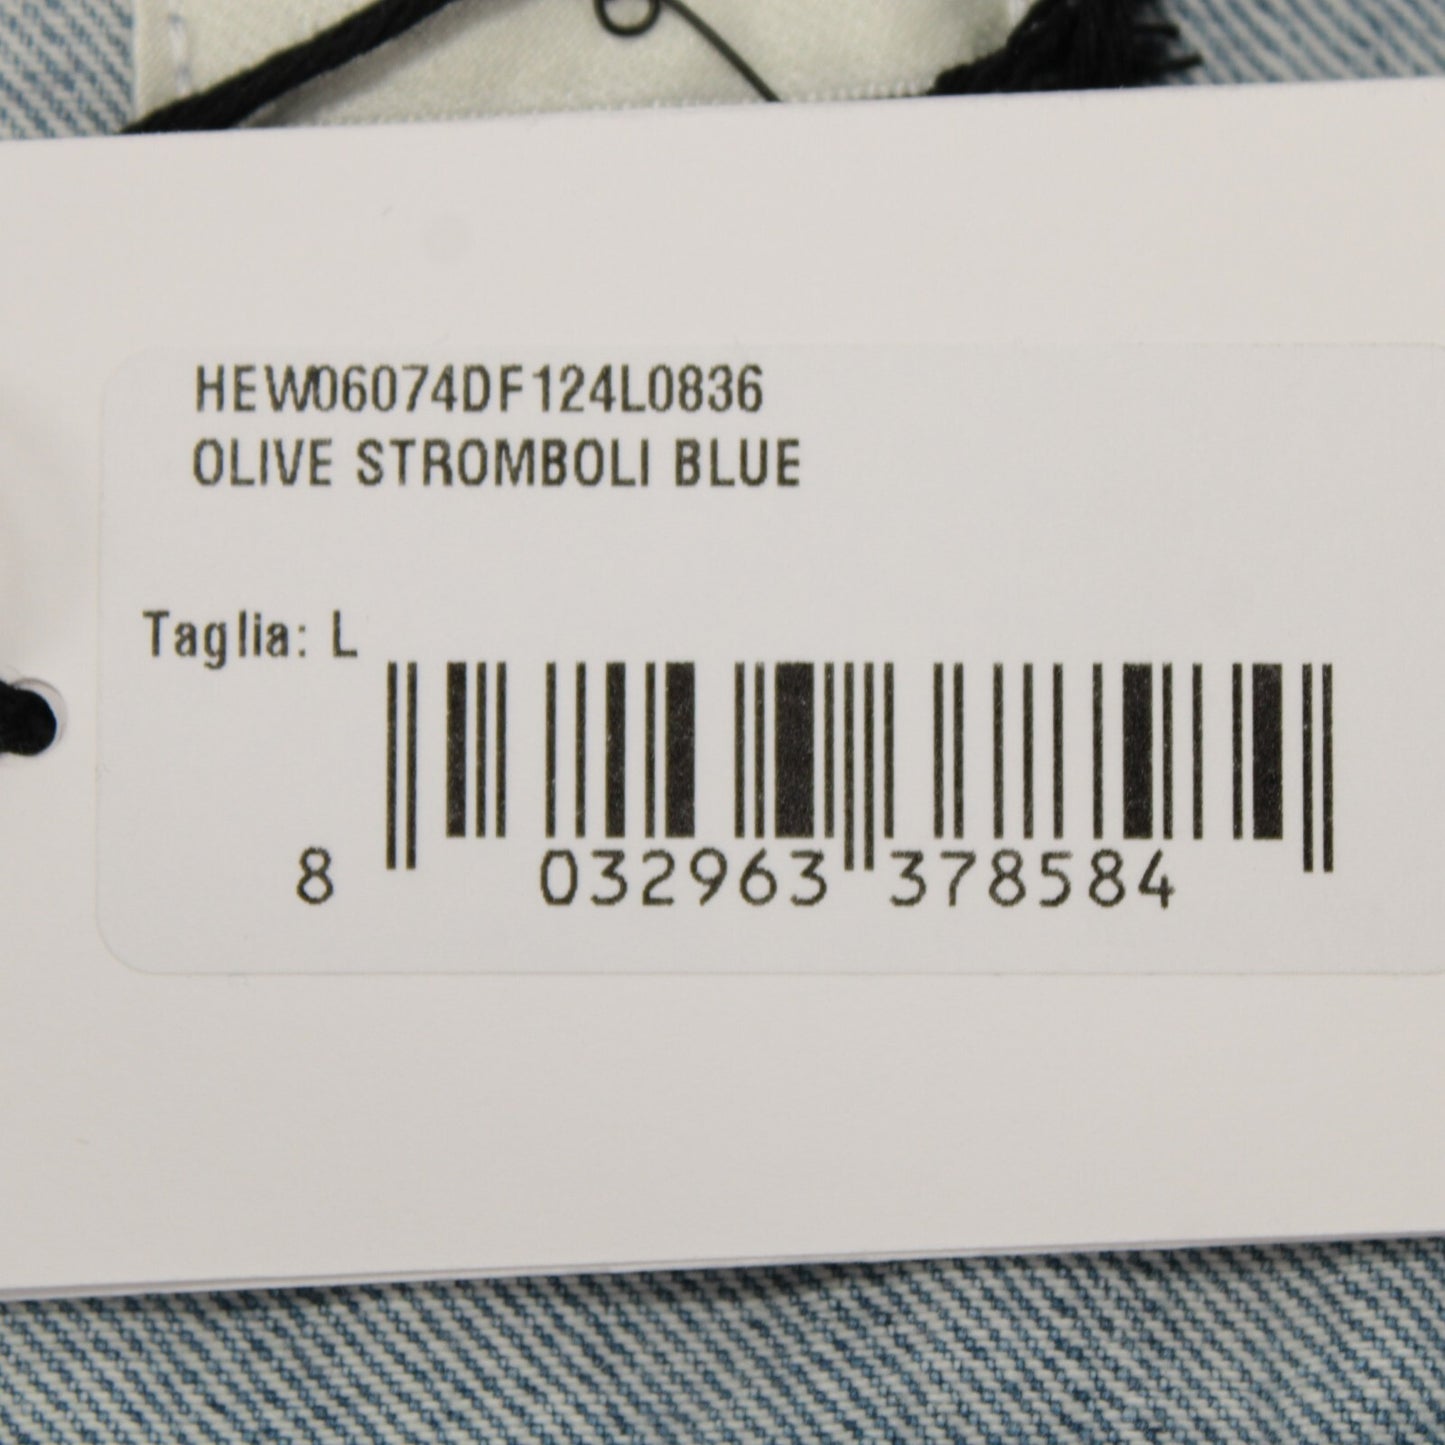 HEW06074DF124L0836
OLIVE STROMBOLI BLUE
Taglia: L
8 032963 378584